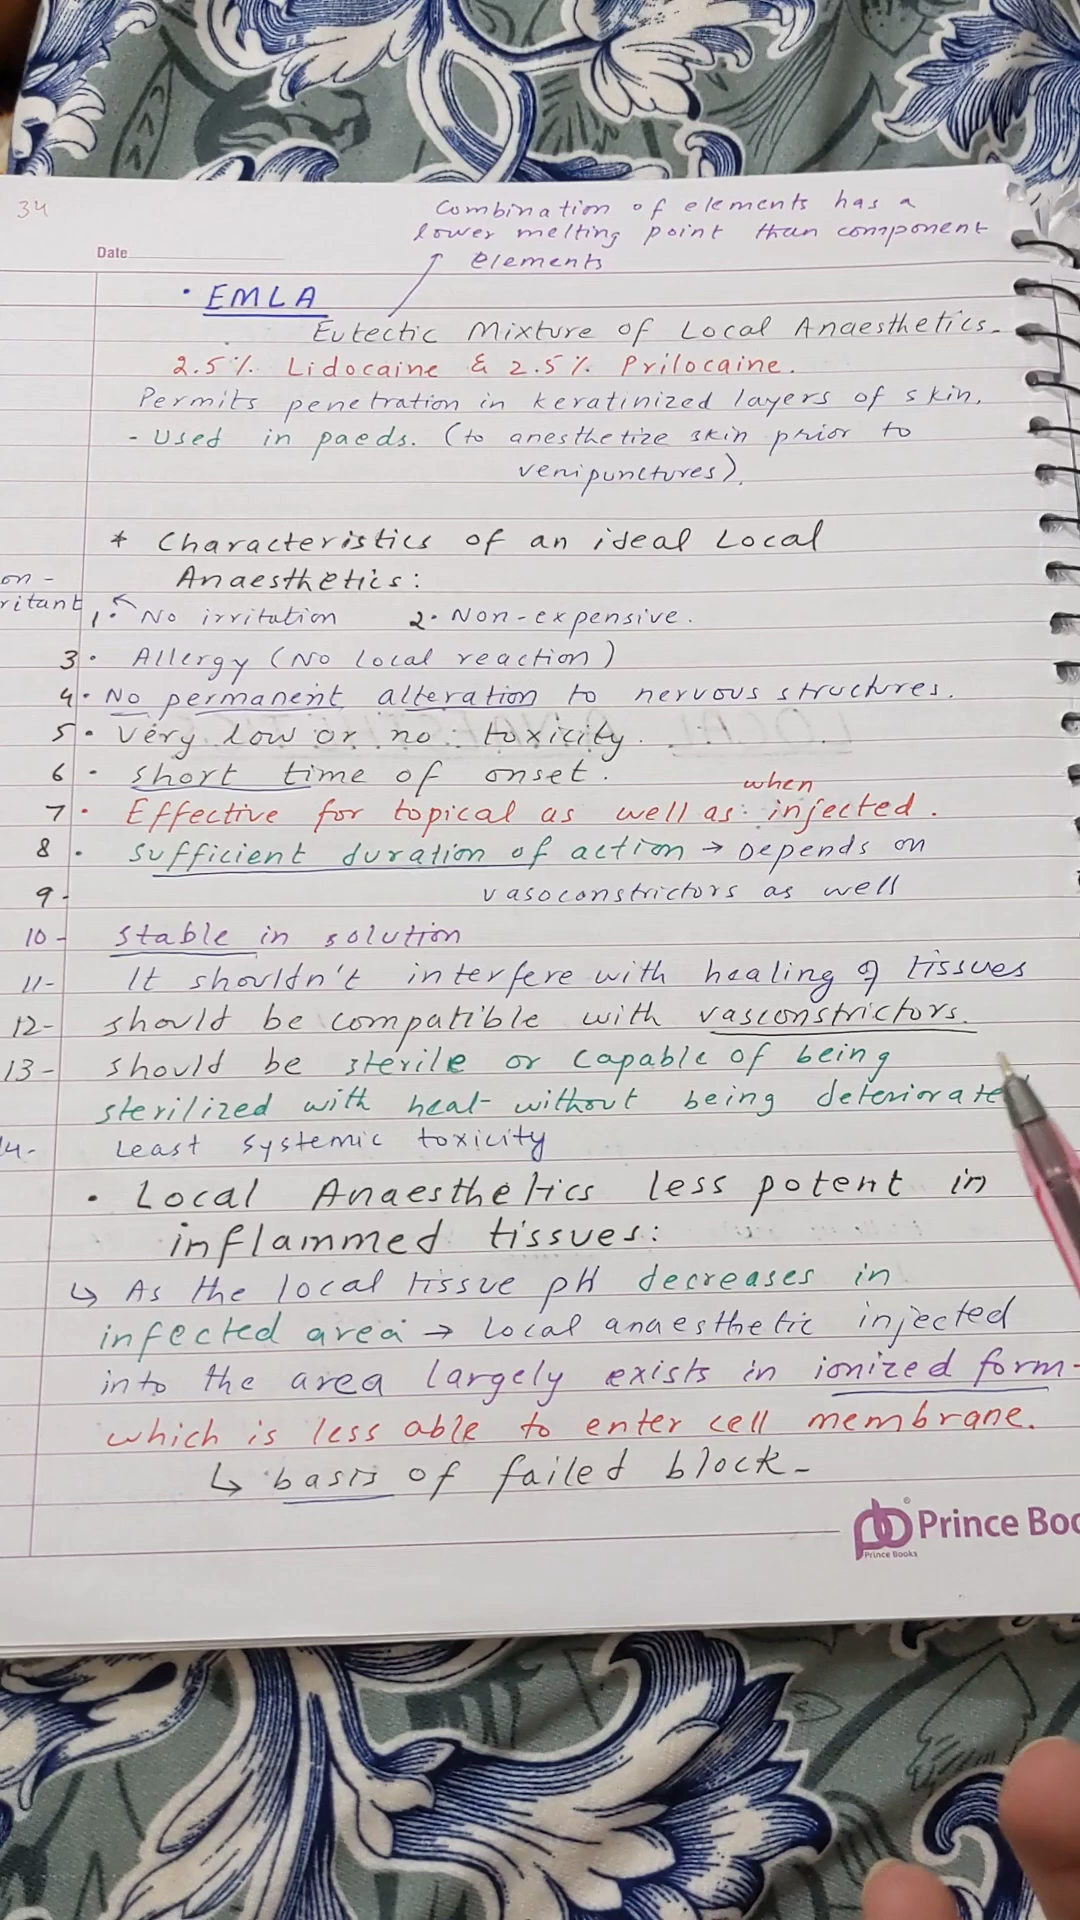 34
Combination of elements has a
lower melting point than component
elements
Date
• EMLA
Eutectic Mixture of Local Anaesthetics.
2.5% Lidocaine & 2.5% Prilocaine.
Permits penetration in keratinized layers of skin.
- Used in paeds. (to anesthetize skin prior to
venipunctures).
* Characteristics of an ideal Local
Anaesthetics:
on -
ritant
1. No irritation 2. Non-expensive.
3. Allergy (No local reaction)
4. No permanent alteration to nervous structures.
5. Very low or no toxicity.
6. short time of onset.
when
7. Effective for topical as well as injected.
8. sufficient duration of action → Depends on
9. vasoconstrictors as well
10- stable in solution
11- It shouldn't interfere with healing of tissues
12- should be compatible with vasconstrictors.
13- should be sterile or capable of being
sterilized with heat without being deteriorate
14- Least systemic toxicity
• Local Anaesthetics less potent in
inflammed tissues:
↳ As the local tissue pH decreases in
infected area → local anaesthetic injected
into the area largely exists in ionized form-
which is less able to enter cell membrane.
↳ basis of failed block-
pb Prince Boo
Prince Books